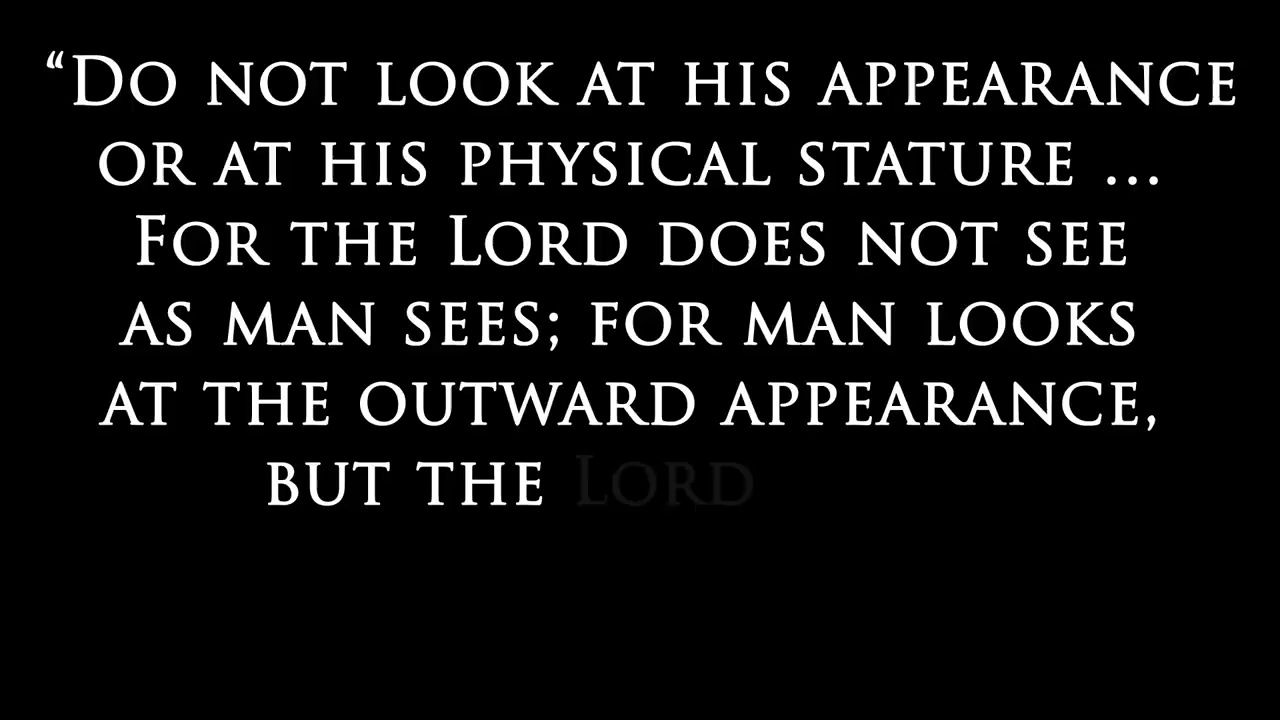 “Do not look at his appearance
or at his physical stature ...
For the Lord does not see
as man sees; for man looks
at the outward appearance,
but the Lord